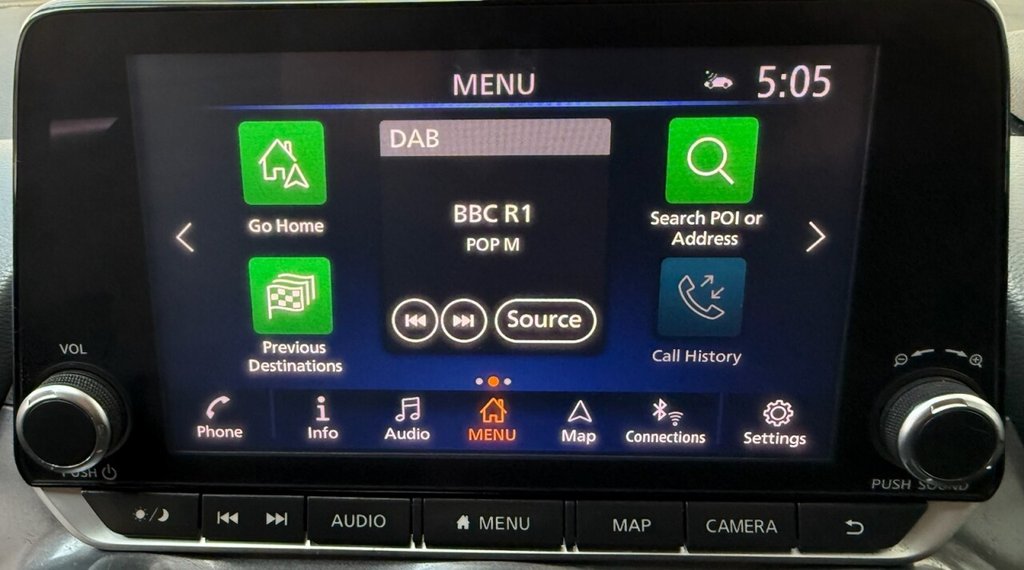 MENU
5:05
DAB
BBC R1
POP M
Source
Go Home
Previous
Destinations
Search POI or
Address
Call History
Phone
Info
Audio
MENU
Map
Connections
Settings
VOL
PUSH
PUSH SOUND
AUDIO
MENU
MAP
CAMERA